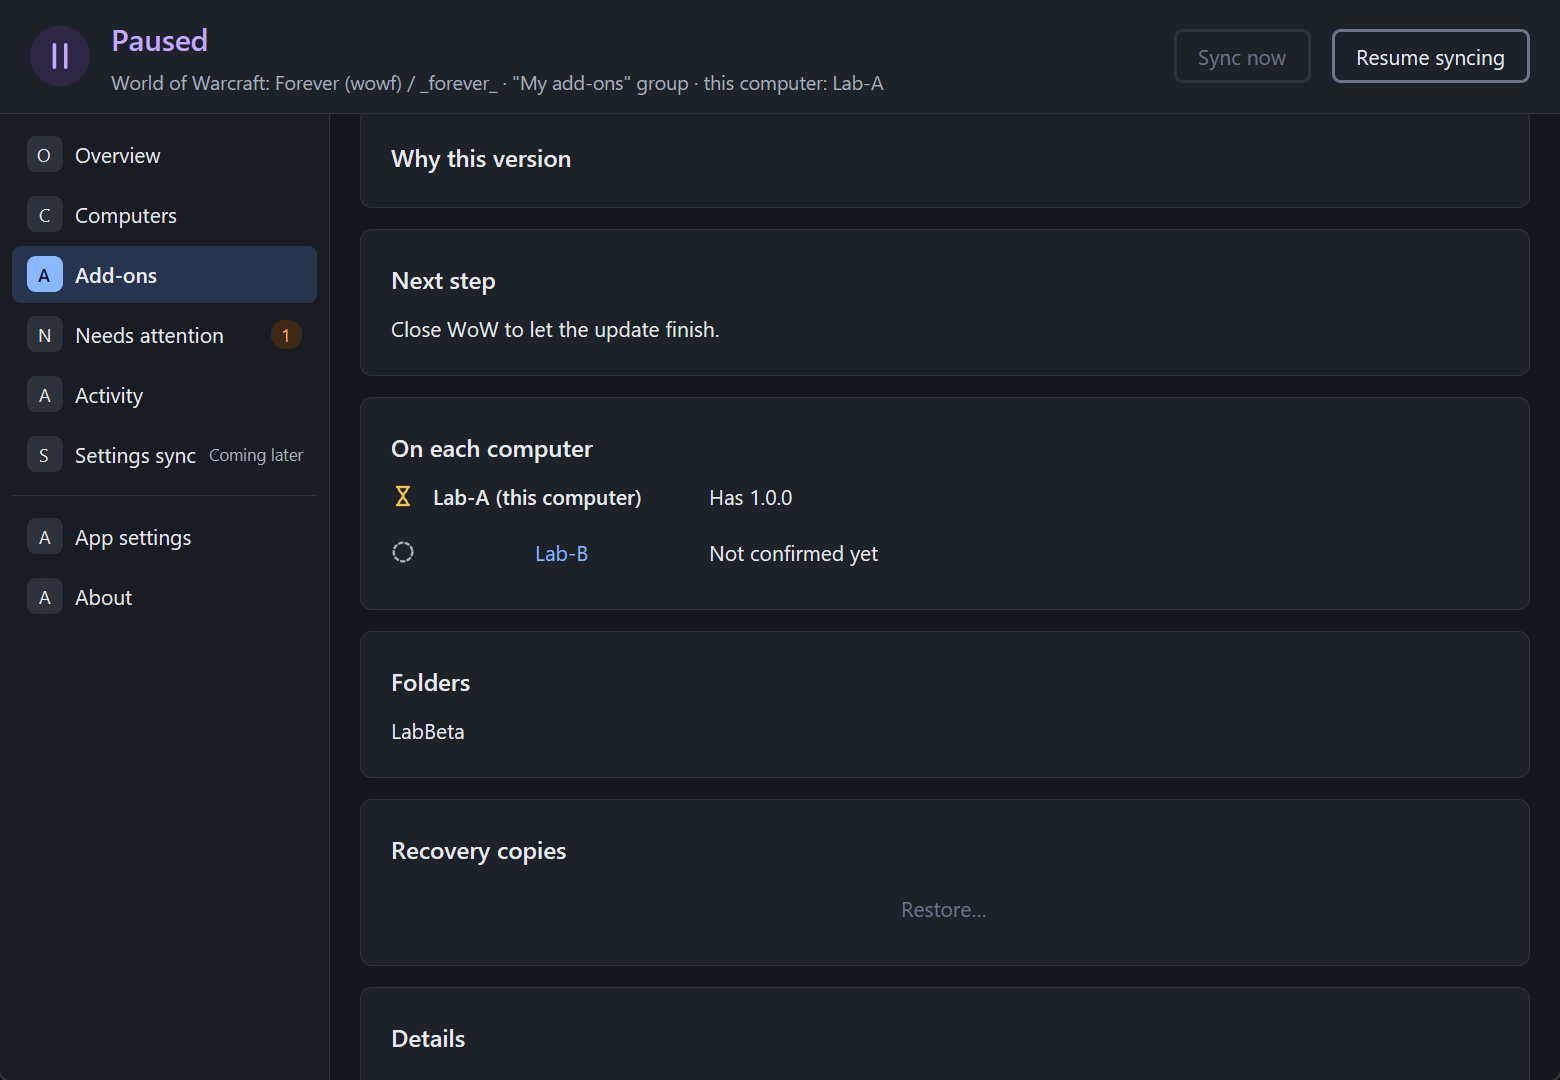 Paused
World of Warcraft: Forever (wowf) / _forever_ · "My add-ons" group · this computer: Lab-A
Sync now
Resume syncing
O Overview
C Computers
A Add-ons
N Needs attention 1
A Activity
S Settings sync Coming later
A App settings
A About
Why this version
Next step
Close WoW to let the update finish.
On each computer
Lab-A (this computer) Has 1.0.0
Lab-B Not confirmed yet
Folders
LabBeta
Recovery copies
Restore...
Details